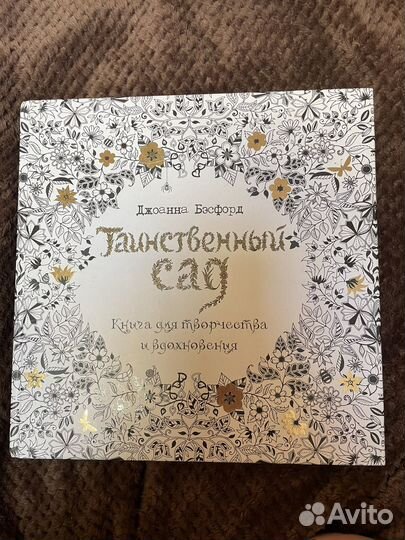 Джоанна Бэсфорд
Таинственный
сад
Книга для творчества
и вдохновения
Avito